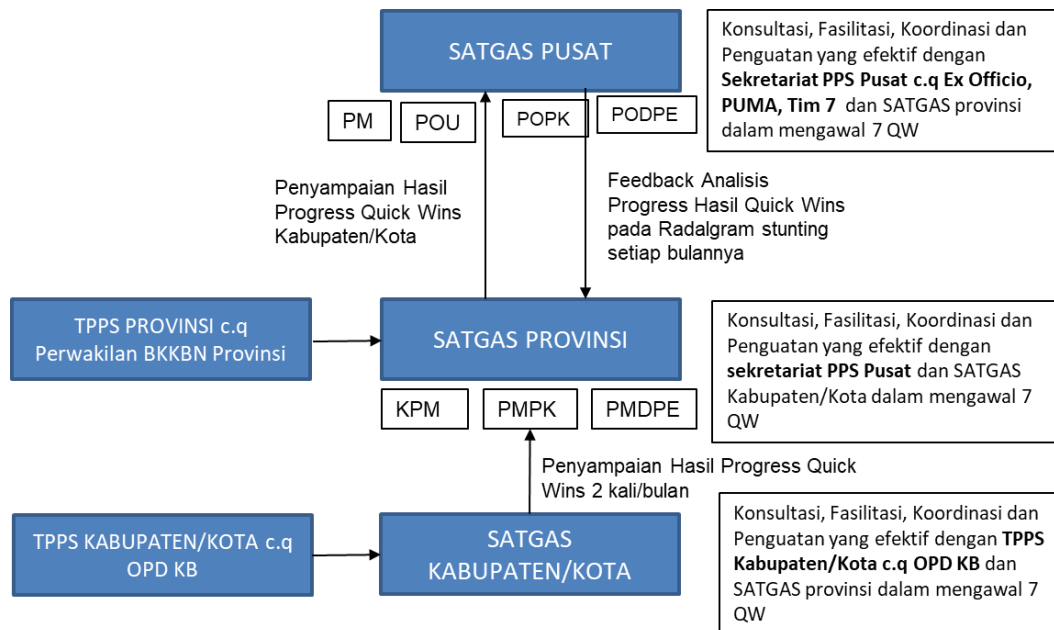 SATGAS PUSAT
Konsultasi, Fasilitasi, Koordinasi dan
Penguatan yang efektif dengan
Sekretariat PPS Pusat c.q Ex Officio,
PUMA, Tim 7 dan SATGAS provinsi
dalam mengawal 7 QW
PM
POU
POPK
PODPE
Penyampaian Hasil
Progress Quick Wins
Kabupaten/Kota
Feedback Analisis
Progress Hasil Quick Wins
pada Radalgram stunting
setiap bulannya
TPPS PROVINSI c.q
Perwakilan BKKBN Provinsi
SATGAS PROVINSI
Konsultasi, Fasilitasi, Koordinasi dan
Penguatan yang efektif dengan
sekretariat PPS Pusat dan SATGAS
Kabupaten/Kota dalam mengawal 7
QW
KPM
PMPK
PMDPE
Penyampaian Hasil Progress Quick
Wins 2 kali/bulan
TPPS KABUPATEN/KOTA c.q
OPD KB
SATGAS
KABUPATEN/KOTA
Konsultasi, Fasilitasi, Koordinasi dan
Penguatan yang efektif dengan TPPS
Kabupaten/Kota c.q OPD KB dan
SATGAS provinsi dalam mengawal 7
QW